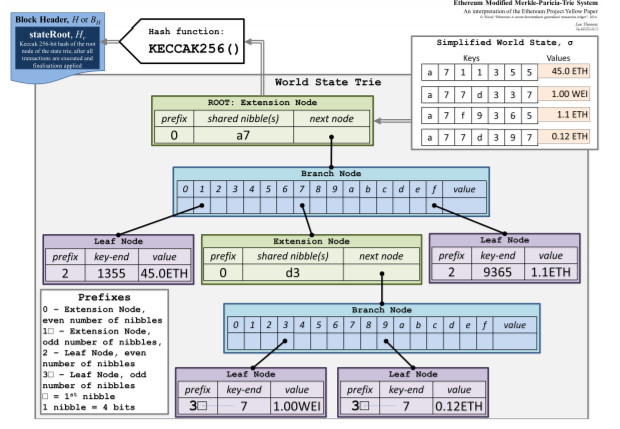 Ethereum Modified Merkle-Paricia-Trie System
An interpretation of the Ethereum Project Yellow Paper
Block Header, H or B_H
stateRoot, H_r
Keccak 256-bit hash of the root
node of the state trie, after all
transactions are executed and
finalisations applied
Hash function:
KECCAK256()
Simplified World State, σ
Keys Values
a 7 1 1 3 5 5 45.0 ETH
a 7 7 d 3 3 7 1.00 WEI
a 7 f 9 3 6 5 1.1 ETH
a 7 7 d 3 9 7 0.12 ETH
World State Trie
ROOT: Extension Node
prefix shared nibble(s) next node
0 a7
Branch Node
0 1 2 3 4 5 6 7 8 9 a b c d e f value
Leaf Node
prefix key-end value
2 1355 45.0ETH
Extension Node
prefix shared nibble(s) next node
0 d3
Leaf Node
prefix key-end value
2 9365 1.1ETH
Prefixes
0 - Extension Node,
even number of nibbles
1□ - Extension Node,
odd number of nibbles,
2 - Leaf Node, even
number of nibbles
3□ - Leaf Node, odd
number of nibbles
□ = 1st nibble
1 nibble = 4 bits
Branch Node
0 1 2 3 4 5 6 7 8 9 a b c d e f value
Leaf Node
prefix key-end value
3□ 7 1.00WEI
Leaf Node
prefix key-end value
3□ 7 0.12ETH